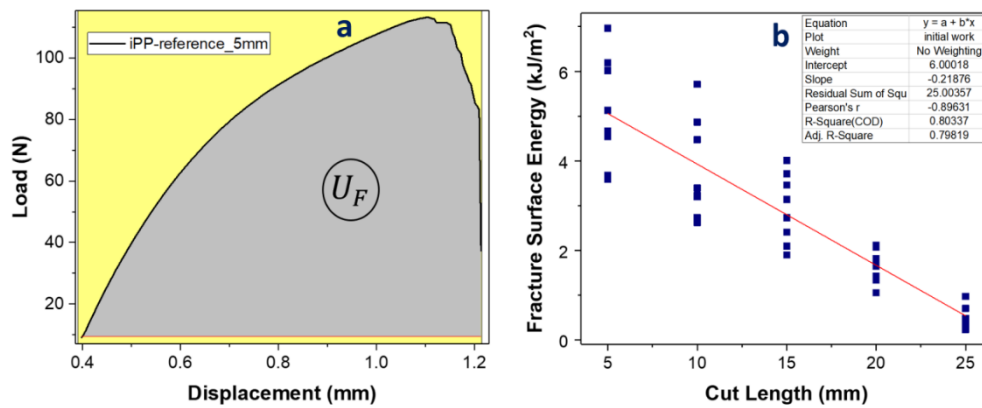 a
iPP-reference_5mm
Load (N)
100
80
60
40
20
U_F
0.4 0.6 0.8 1.0 1.2
Displacement (mm)
b
Equation y = a + b*x
Plot initial work
Weight No Weighting
Intercept 6.00018
Slope -0.21876
Residual Sum of Squ 25.00357
Pearson's r -0.89631
R-Square(COD) 0.80337
Adj. R-Square 0.79819
Fracture Surface Energy (kJ/m²)
6
4
2
0
5 10 15 20 25
Cut Length (mm)